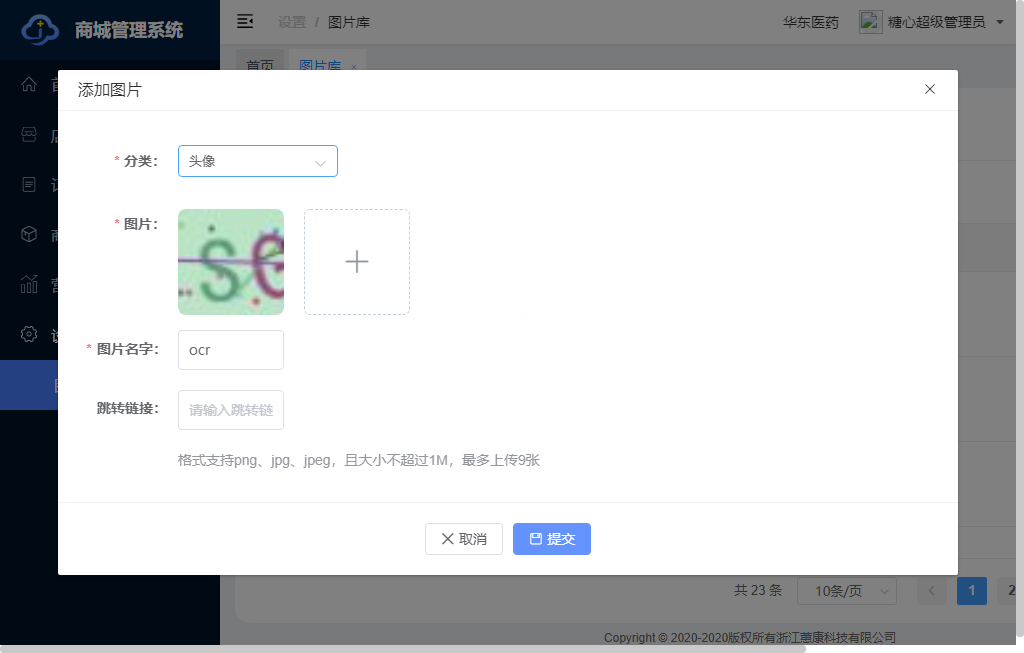 商城管理系统
设置 / 图片库
华东医药
糖心超级管理员
首页
图片库 ×
添加图片
* 分类：
头像
* 图片：
S
* 图片名字：
ocr
跳转链接：
请输入跳转链
格式支持png、jpg、jpeg，且大小不超过1M，最多上传9张
取消
提交
共 23 条
10条/页
1
2
Copyright © 2020-2020版权所有浙江蒽康科技有限公司